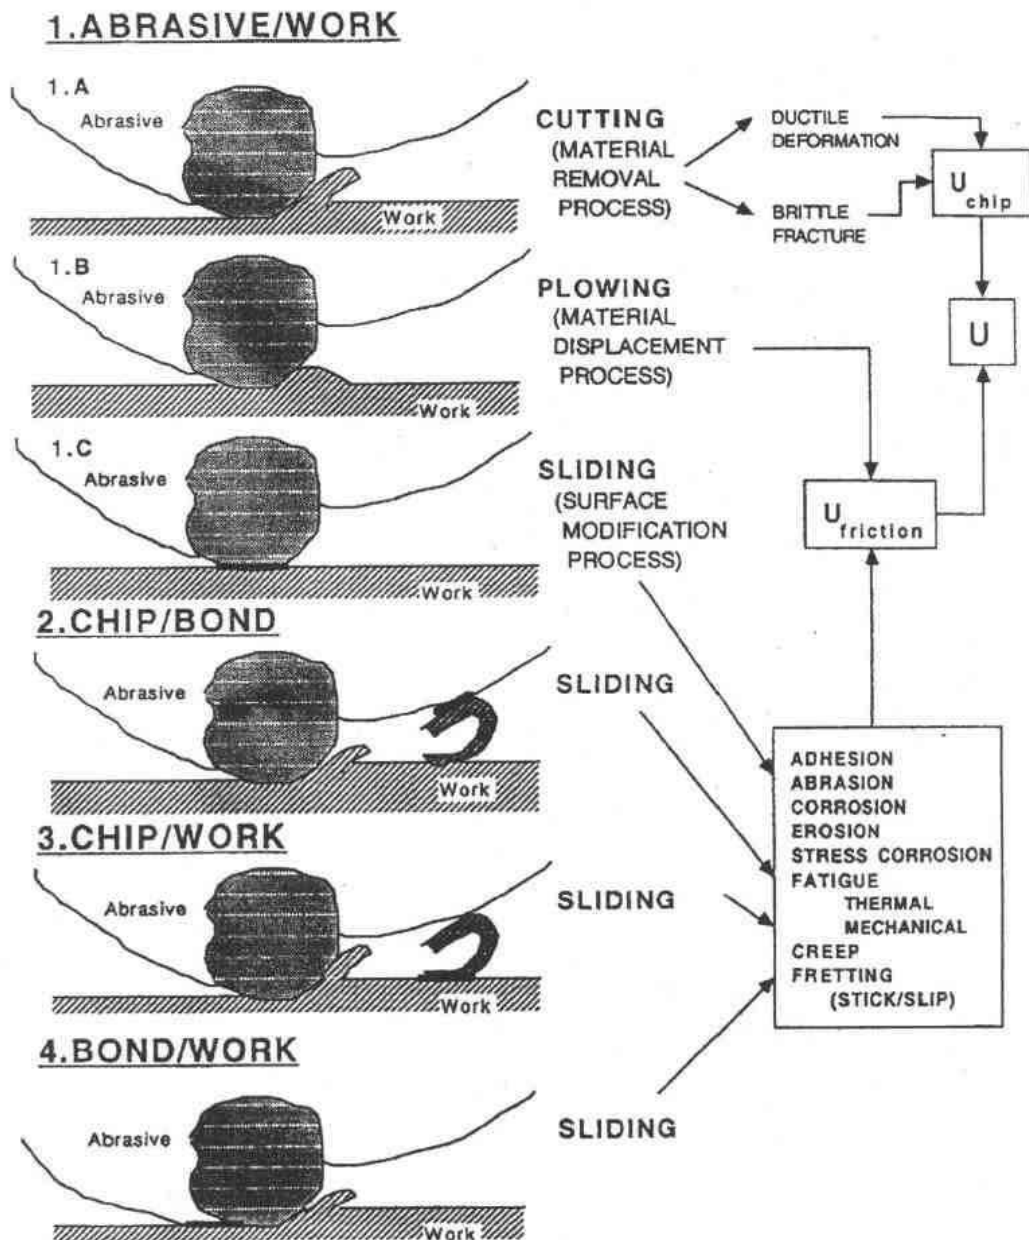 1.ABRASIVE/WORK
1.A
Abrasive
Work
CUTTING
(MATERIAL
REMOVAL
PROCESS)
DUCTILE
DEFORMATION
BRITTLE
FRACTURE
U chip
U
1.B
Abrasive
Work
PLOWING
(MATERIAL
DISPLACEMENT
PROCESS)
U friction
1.C
Abrasive
Work
SLIDING
(SURFACE
MODIFICATION
PROCESS)
2.CHIP/BOND
Abrasive
Work
SLIDING
3.CHIP/WORK
Abrasive
Work
SLIDING
4.BOND/WORK
Abrasive
Work
SLIDING
ADHESION
ABRASION
CORROSION
EROSION
STRESS CORROSION
FATIGUE
THERMAL
MECHANICAL
CREEP
FRETTING
(STICK/SLIP)